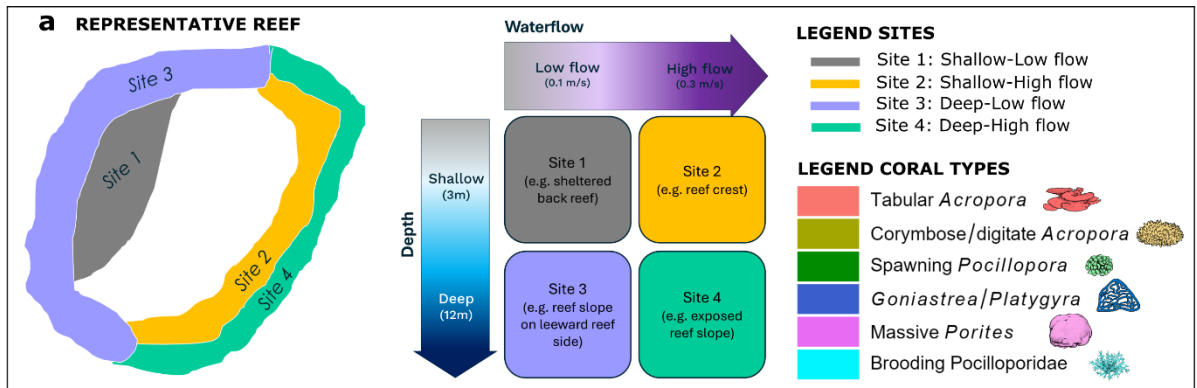 a REPRESENTATIVE REEF
Site 3
Site 1
Site 2
Site 4
Waterflow
Low flow
(0.1 m/s)
High flow
(0.3 m/s)
Depth
Shallow
(3m)
Deep
(12m)
Site 1
(e.g. sheltered
back reef)
Site 2
(e.g. reef crest)
Site 3
(e.g. reef slope
on leeward reef
side)
Site 4
(e.g. exposed
reef slope)
LEGEND SITES
Site 1: Shallow-Low flow
Site 2: Shallow-High flow
Site 3: Deep-Low flow
Site 4: Deep-High flow
LEGEND CORAL TYPES
Tabular Acropora
Corymbose/digitate Acropora
Spawning Pocillopora
Goniastrea/Platygyra
Massive Porites
Brooding Pocilloporidae